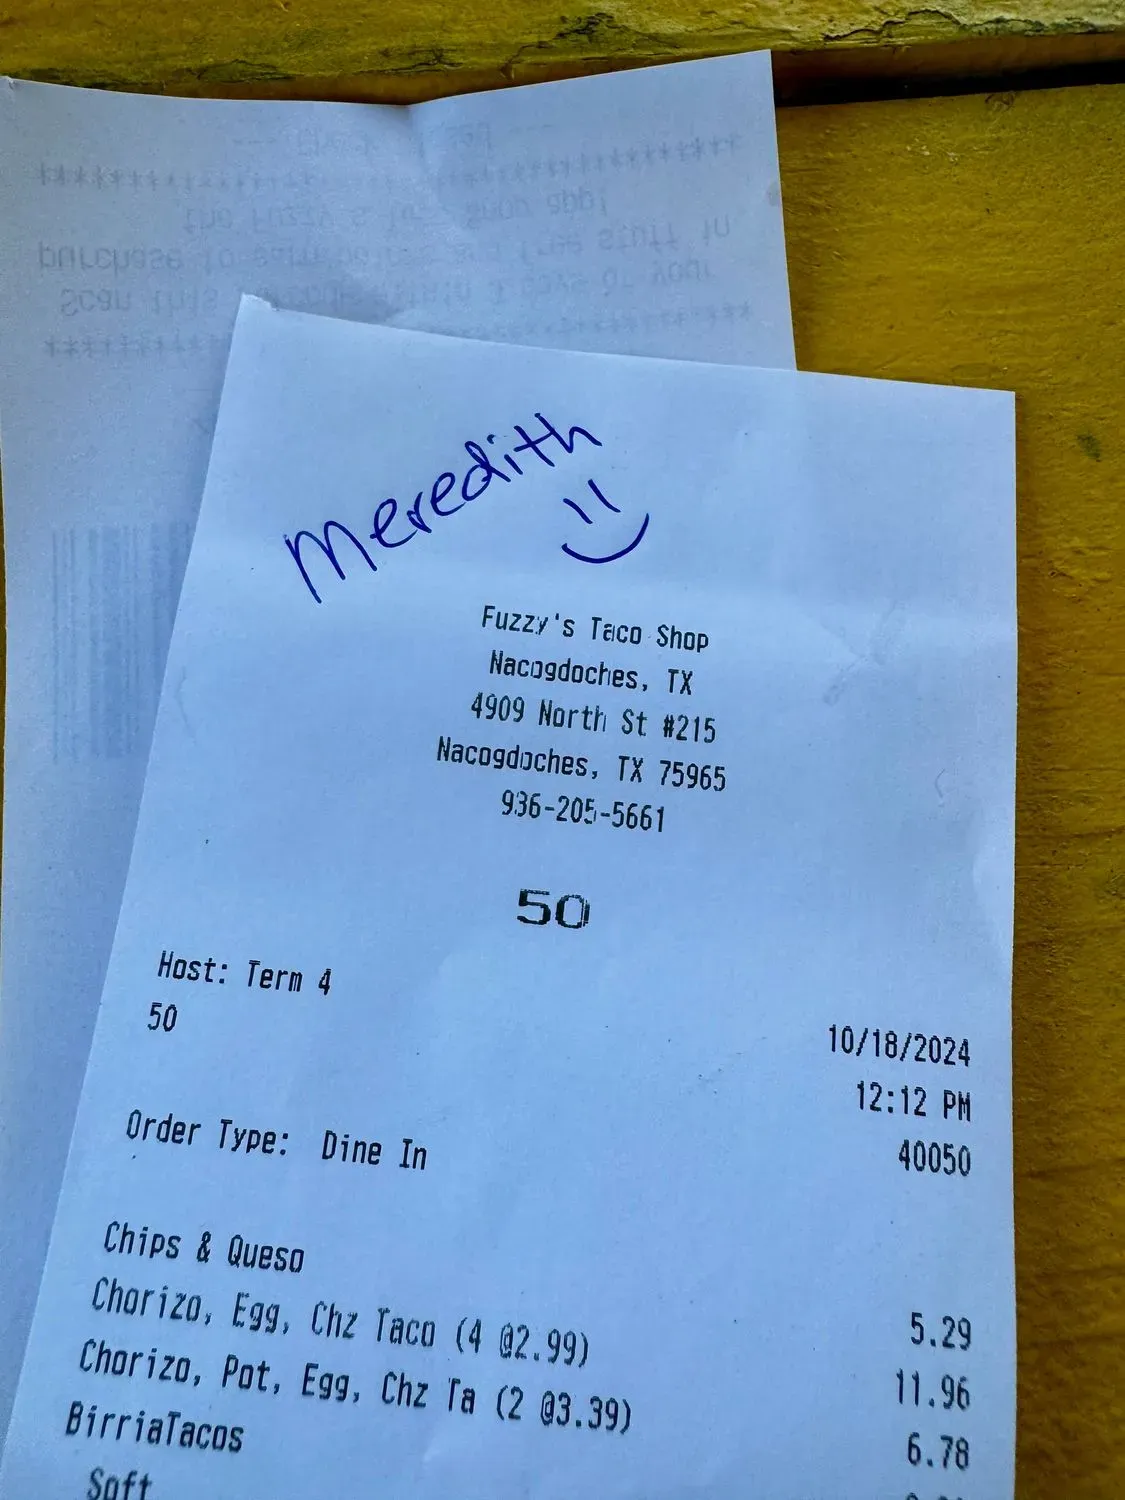 Meredith
Fuzzy's Taco Shop
Nacogdoches, TX
4909 North St #215
Nacogdoches, TX 75965
936-205-5661
50
Host: Term 4
10/18/2024
50
12:12 PM
40050
Order Type: Dine In
Chips & Queso 5.29
Chorizo, Egg, Chz Taco (4 @2.99) 11.96
Chorizo, Pot, Egg, Chz Ta (2 @3.39) 6.78
BirriaTacos
Soft